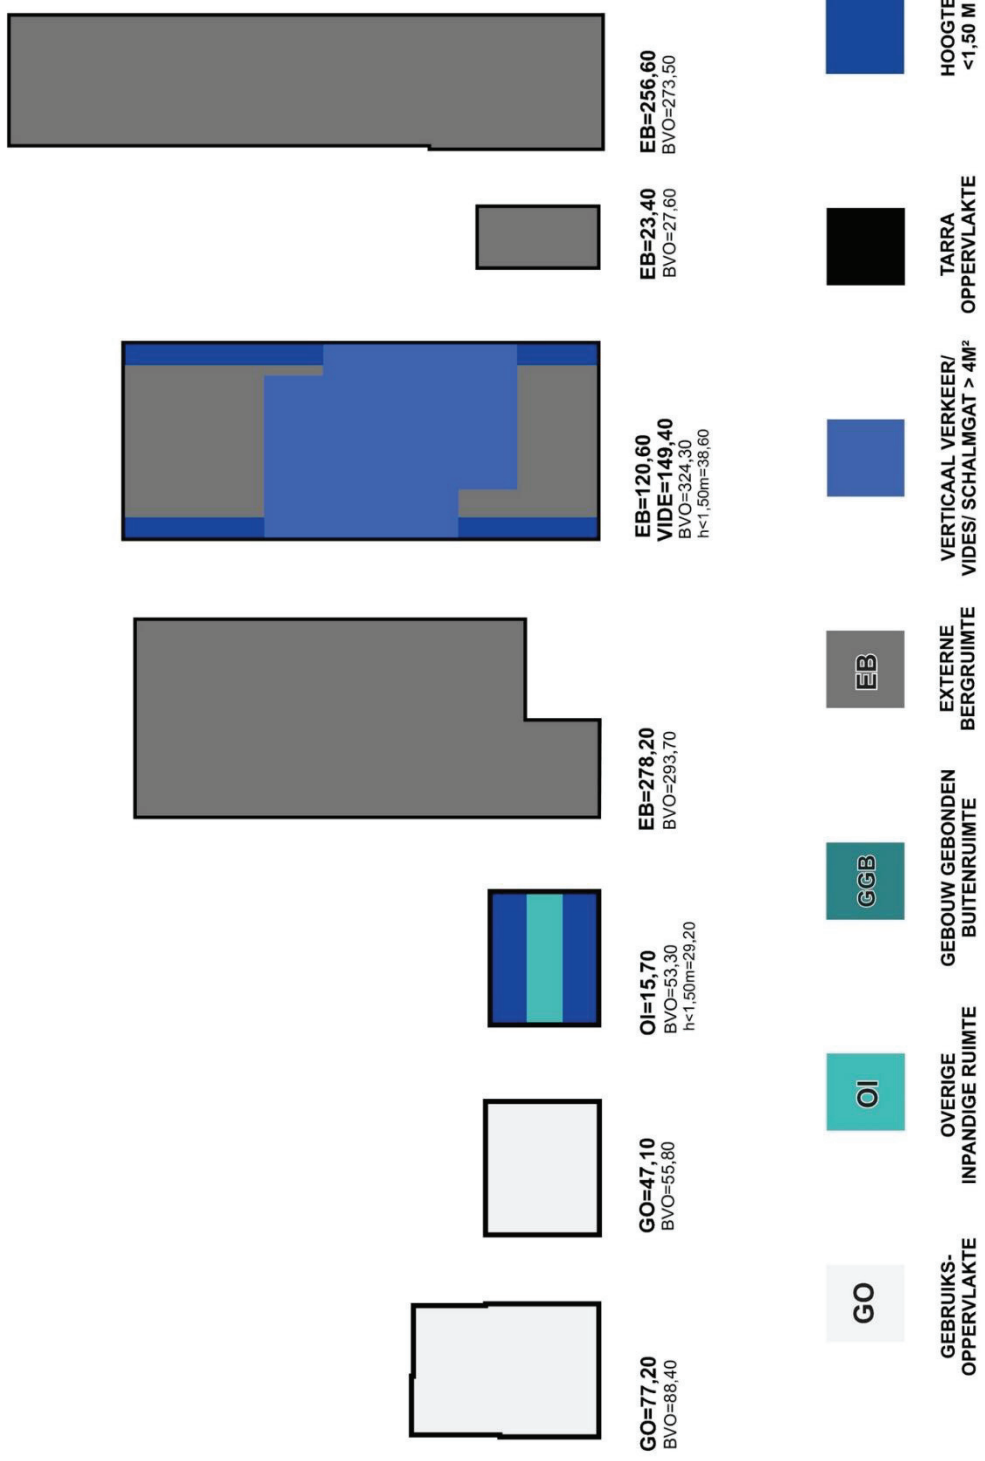 GO=77,20
BVO=88,40
GO=47,10
BVO=55,80
OI=15,70
BVO=53,30
h<1,50m=29,20
EB=278,20
BVO=293,70
EB=120,60
VIDE=149,40
BVO=324,30
h<1,50m=38,60
EB=23,40
BVO=27,60
EB=256,60
BVO=273,50
GO
GEBRUIKS-
OPPERVLAKTE
OI
OVERIGE
INPANDIGE RUIMTE
GGB
GEBOUW GEBONDEN
BUITENRUIMTE
EB
EXTERNE
BERGRUIMTE
VERTICAAL VERKEER/
VIDES/ SCHALMGAT > 4M²
TARRA
OPPERVLAKTE
HOOGTE
<1,50 M